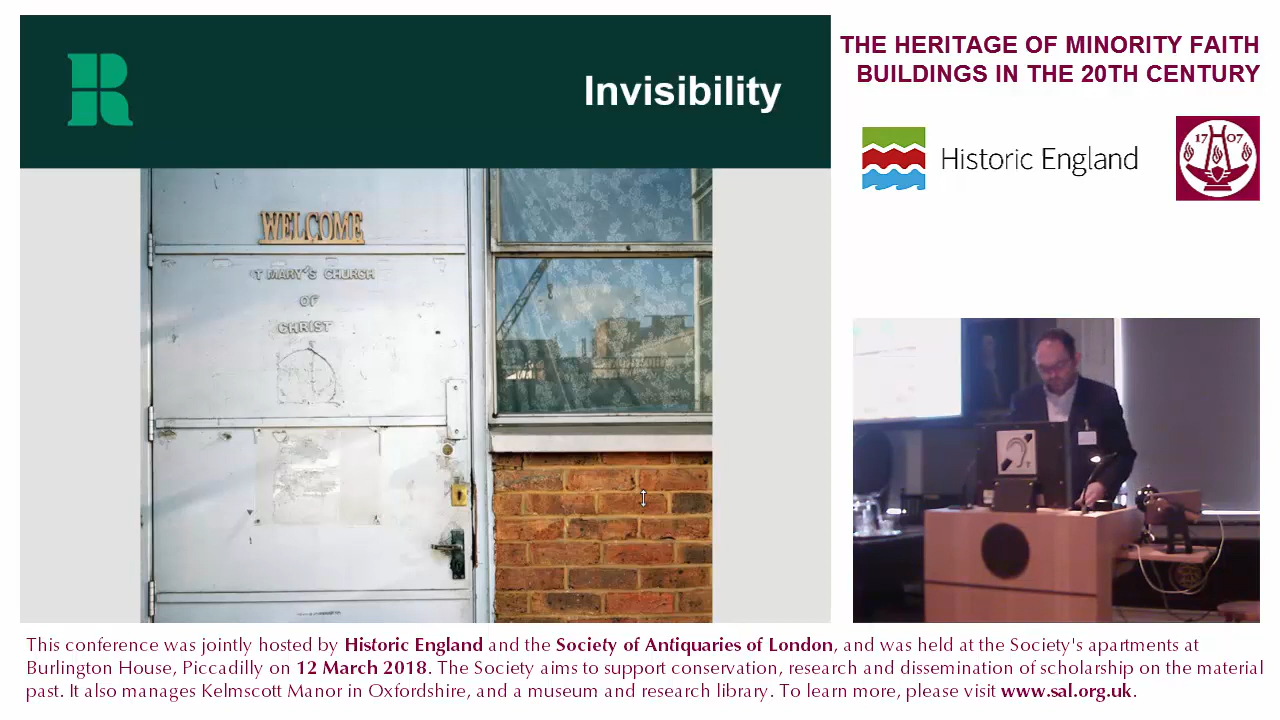 Invisibility
WELCOME
T MARY'S CHURCH
OF
CHRIST
THE HERITAGE OF MINORITY FAITH
BUILDINGS IN THE 20TH CENTURY
Historic England
17 07
This conference was jointly hosted by Historic England and the Society of Antiquaries of London, and was held at the Society's apartments at
Burlington House, Piccadilly on 12 March 2018. The Society aims to support conservation, research and dissemination of scholarship on the material
past. It also manages Kelmscott Manor in Oxfordshire, and a museum and research library. To learn more, please visit www.sal.org.uk.